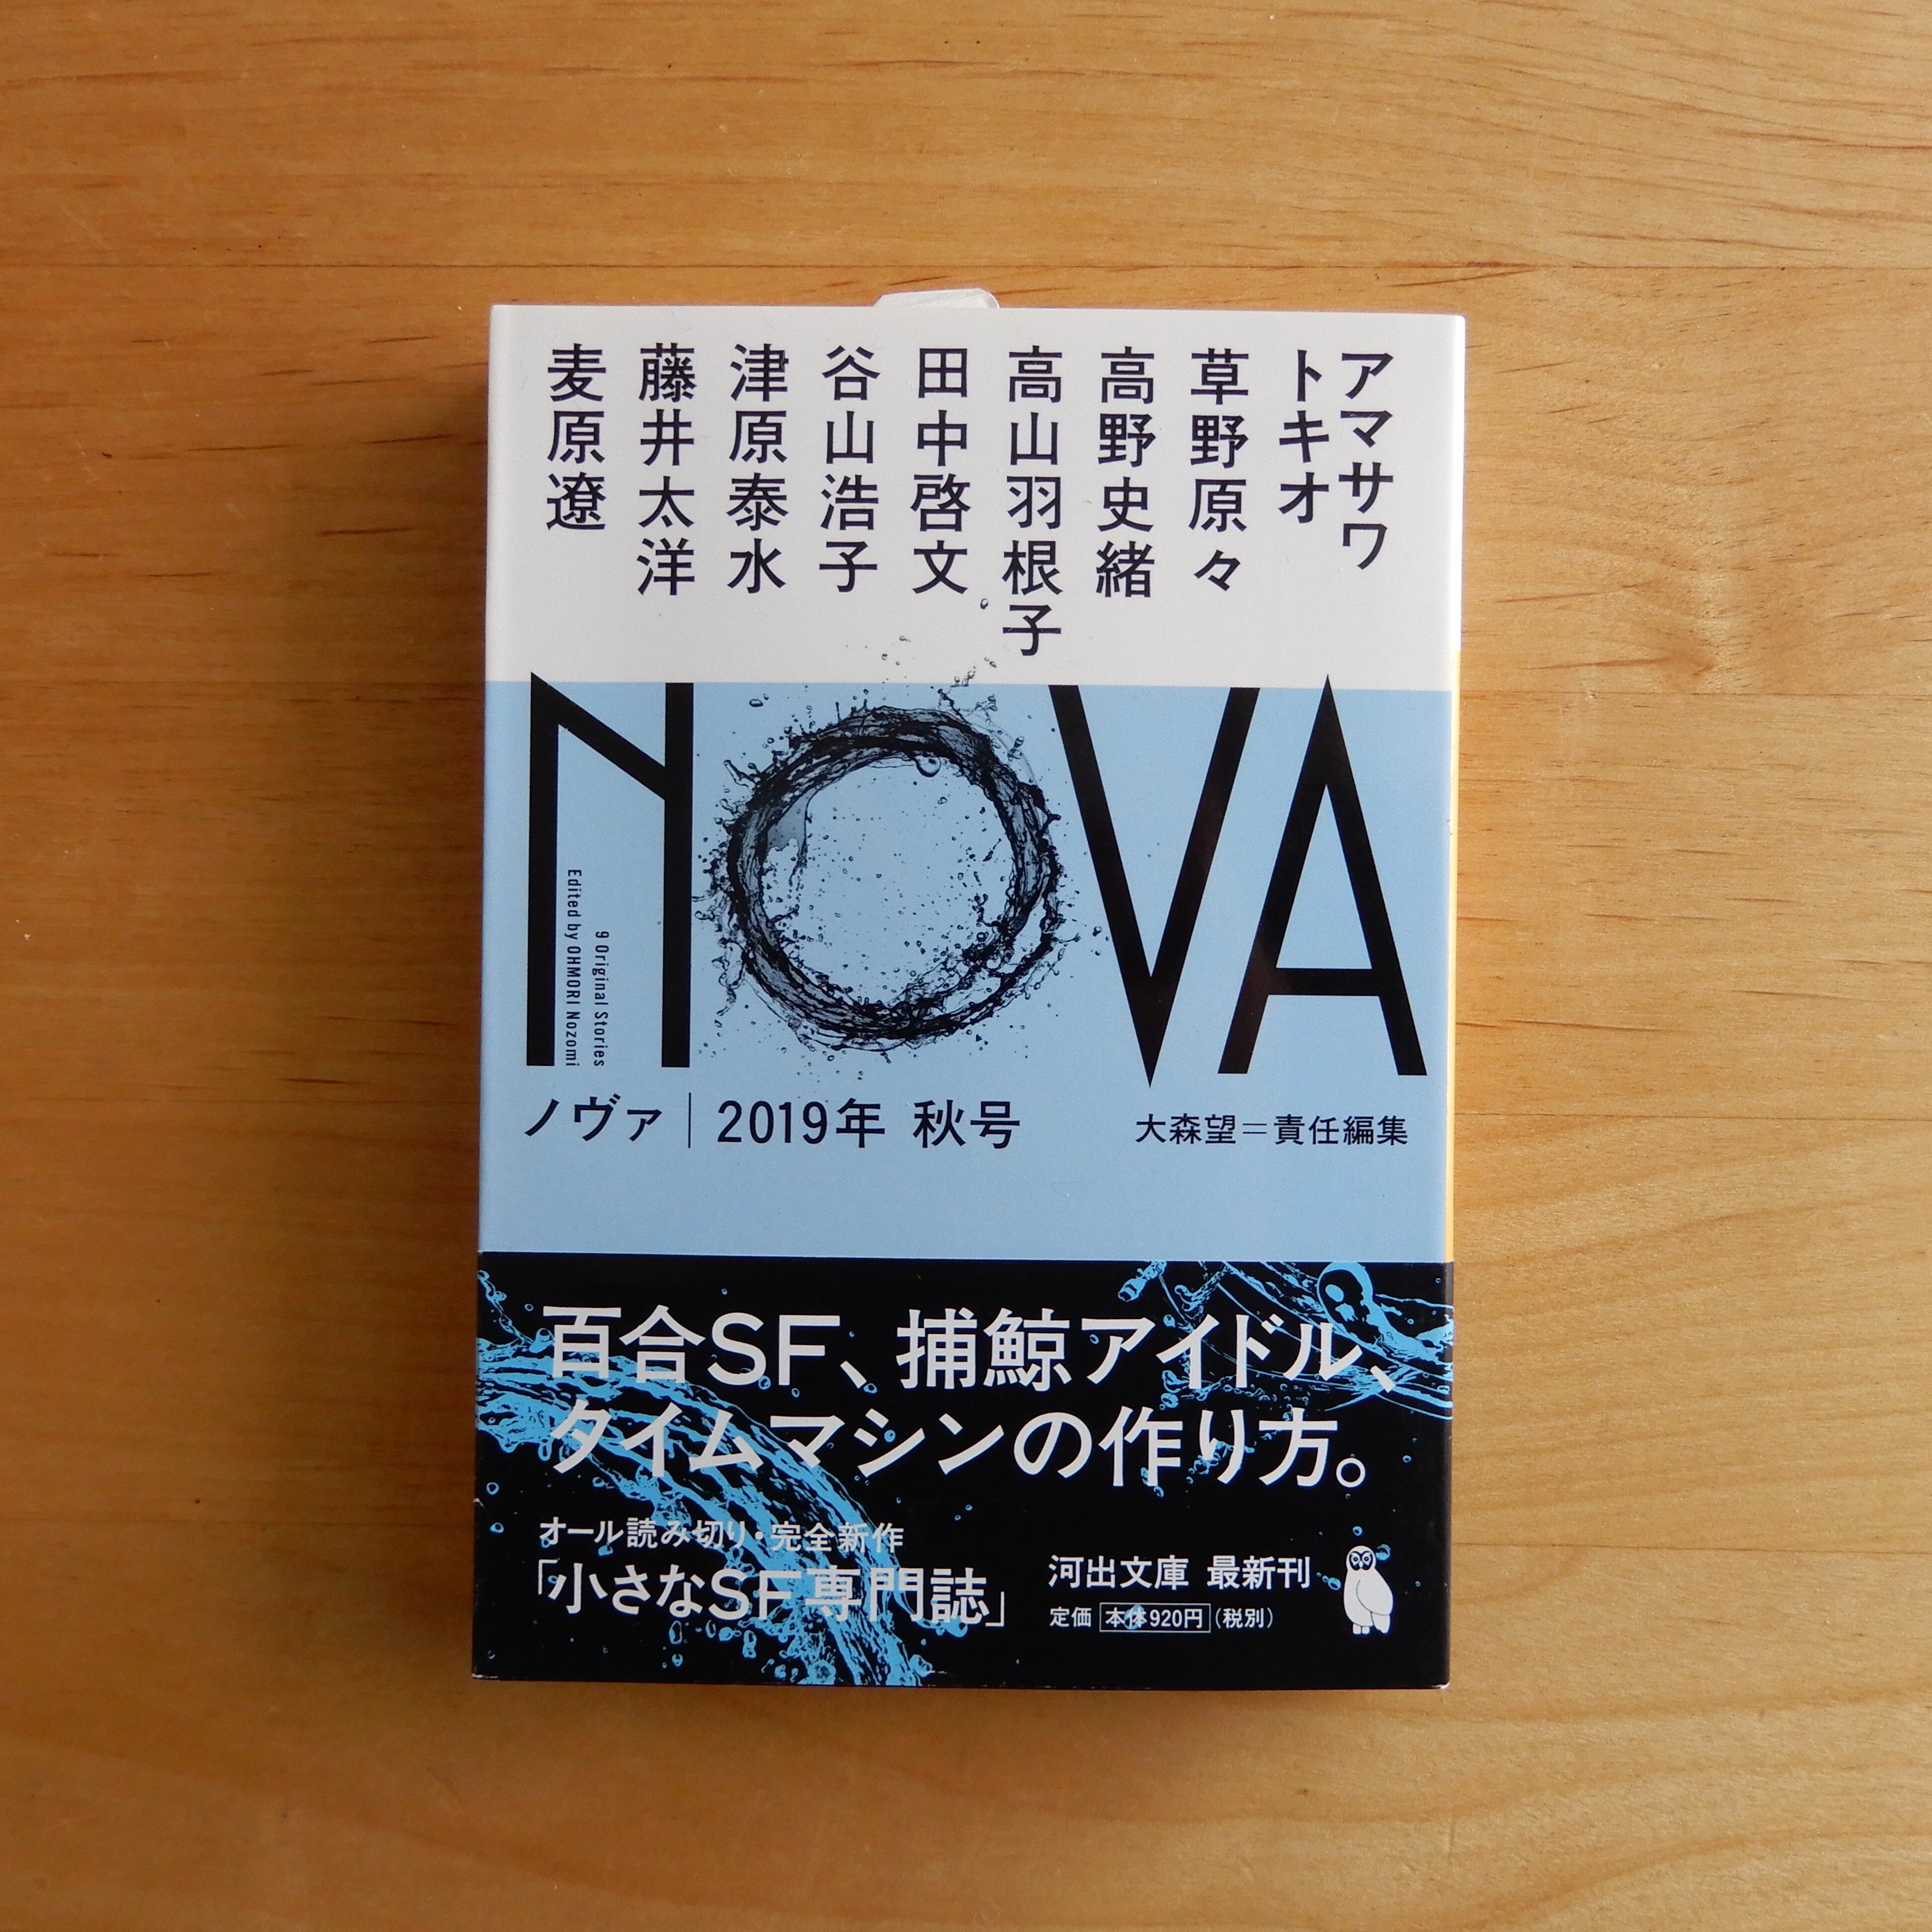 アマサワ
トキオ
草野原々
高野史緒
高山羽根子
田中啓文
谷山浩子
津原泰水
藤井太洋
麦原遼
NOVA
9 Original Stories
Edited by OHMORI Nozomi
ノヴァ｜2019年 秋号
大森望＝責任編集
百合SF、捕鯨アイドル、
タイムマシンの作り方。
オール読み切り・完全新作
「小さなSF専門誌」
河出文庫 最新刊
定価 本体920円（税別）